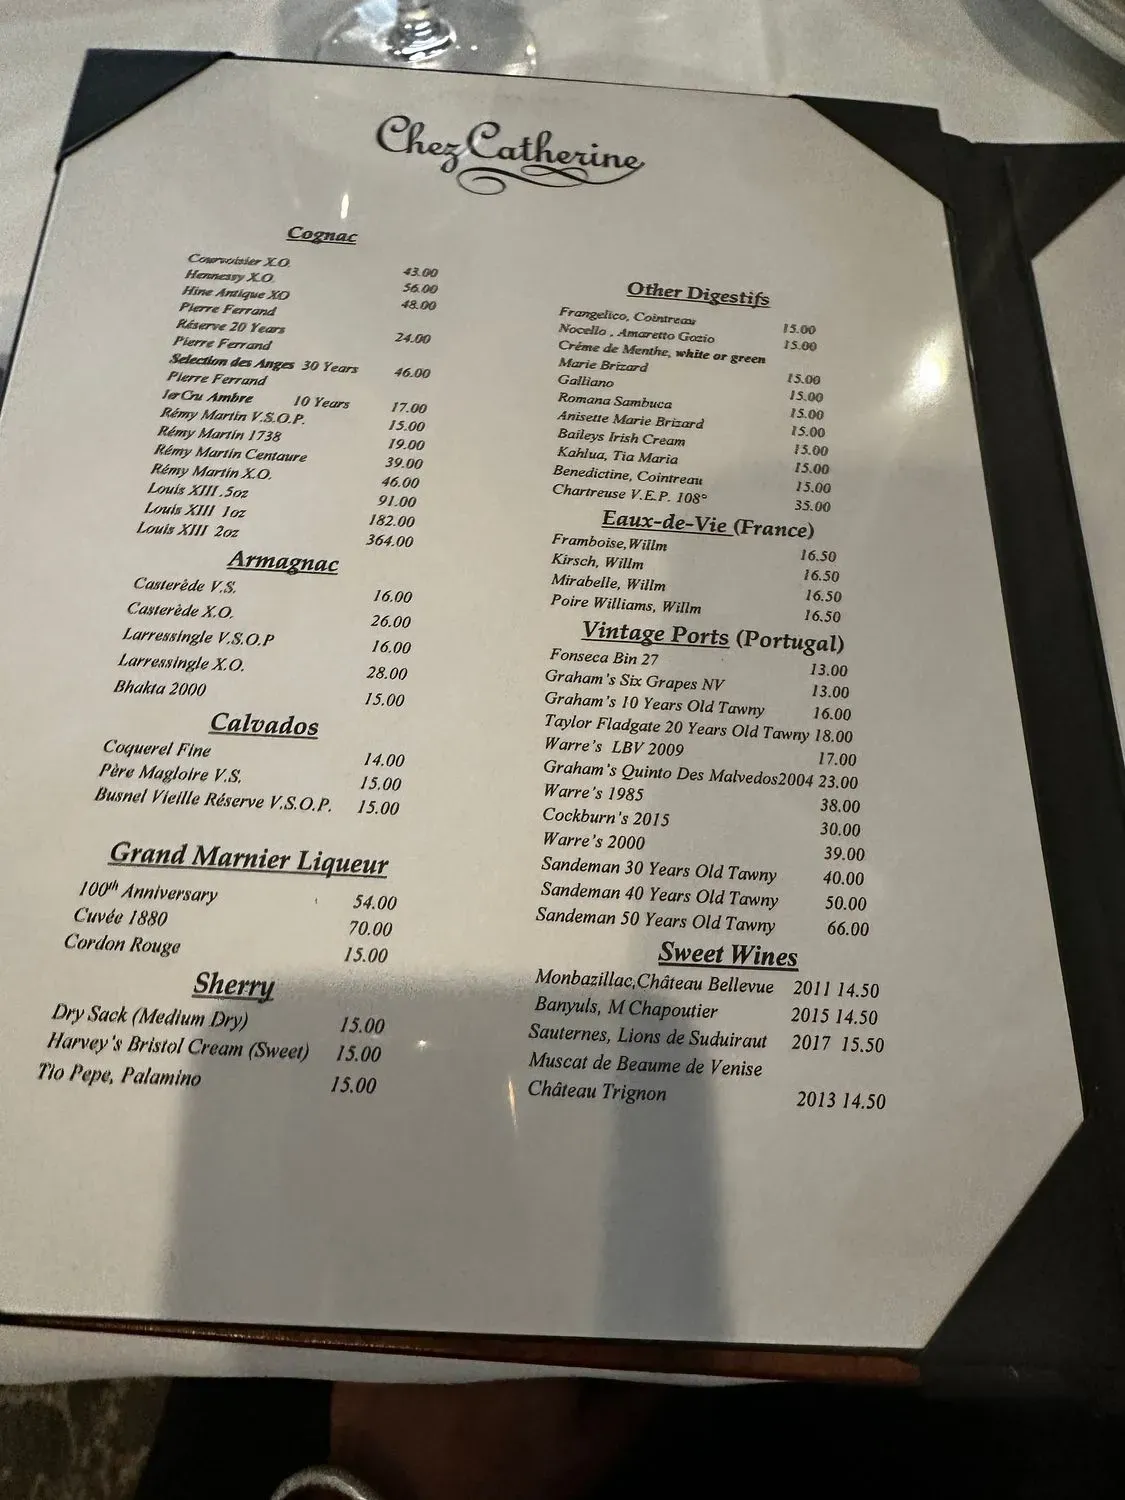 Chez Catherine
Cognac
Courvoisier X.O. 43.00
Hennessy X.O. 56.00
Hine Antique XO 48.00
Pierre Ferrand
Réserve 20 Years 24.00
Pierre Ferrand
Selection des Anges 30 Years 46.00
Pierre Ferrand
1erCru Ambre 10 Years 17.00
Rémy Martin V.S.O.P. 15.00
Rémy Martin 1738 19.00
Rémy Martin Centaure 39.00
Rémy Martin X.O. 46.00
Louis XIII .5oz 91.00
Louis XIII 1oz 182.00
Louis XIII 2oz 364.00
Armagnac
Casterède V.S. 16.00
Casterède X.O. 26.00
Larressingle V.S.O.P 16.00
Larressingle X.O. 28.00
Bhakta 2000 15.00
Calvados
Coquerel Fine 14.00
Père Magloire V.S. 15.00
Busnel Vieille Réserve V.S.O.P. 15.00
Grand Marnier Liqueur
100th Anniversary 54.00
Cuvée 1880 70.00
Cordon Rouge 15.00
Sherry
Dry Sack (Medium Dry) 15.00
Harvey's Bristol Cream (Sweet) 15.00
Tio Pepe, Palamino 15.00
Other Digestifs
Frangelico, Cointreau 15.00
Nocello , Amaretto Gozio 15.00
Créme de Menthe, white or green
Marie Brizard 15.00
Galliano 15.00
Romana Sambuca 15.00
Anisette Marie Brizard 15.00
Baileys Irish Cream 15.00
Kahlua, Tia Maria 15.00
Benedictine, Cointreau 15.00
Chartreuse V.E.P. 108° 35.00
Eaux-de-Vie (France)
Framboise,Willm 16.50
Kirsch, Willm 16.50
Mirabelle, Willm 16.50
Poire Williams, Willm 16.50
Vintage Ports (Portugal)
Fonseca Bin 27 13.00
Graham's Six Grapes NV 13.00
Graham's 10 Years Old Tawny 16.00
Taylor Fladgate 20 Years Old Tawny 18.00
Warre's LBV 2009 17.00
Graham's Quinto Des Malvedos2004 23.00
Warre's 1985 38.00
Cockburn's 2015 30.00
Warre's 2000 39.00
Sandeman 30 Years Old Tawny 40.00
Sandeman 40 Years Old Tawny 50.00
Sandeman 50 Years Old Tawny 66.00
Sweet Wines
Monbazillac,Château Bellevue 2011 14.50
Banyuls, M Chapoutier 2015 14.50
Sauternes, Lions de Suduiraut 2017 15.50
Muscat de Beaume de Venise
Château Trignon 2013 14.50